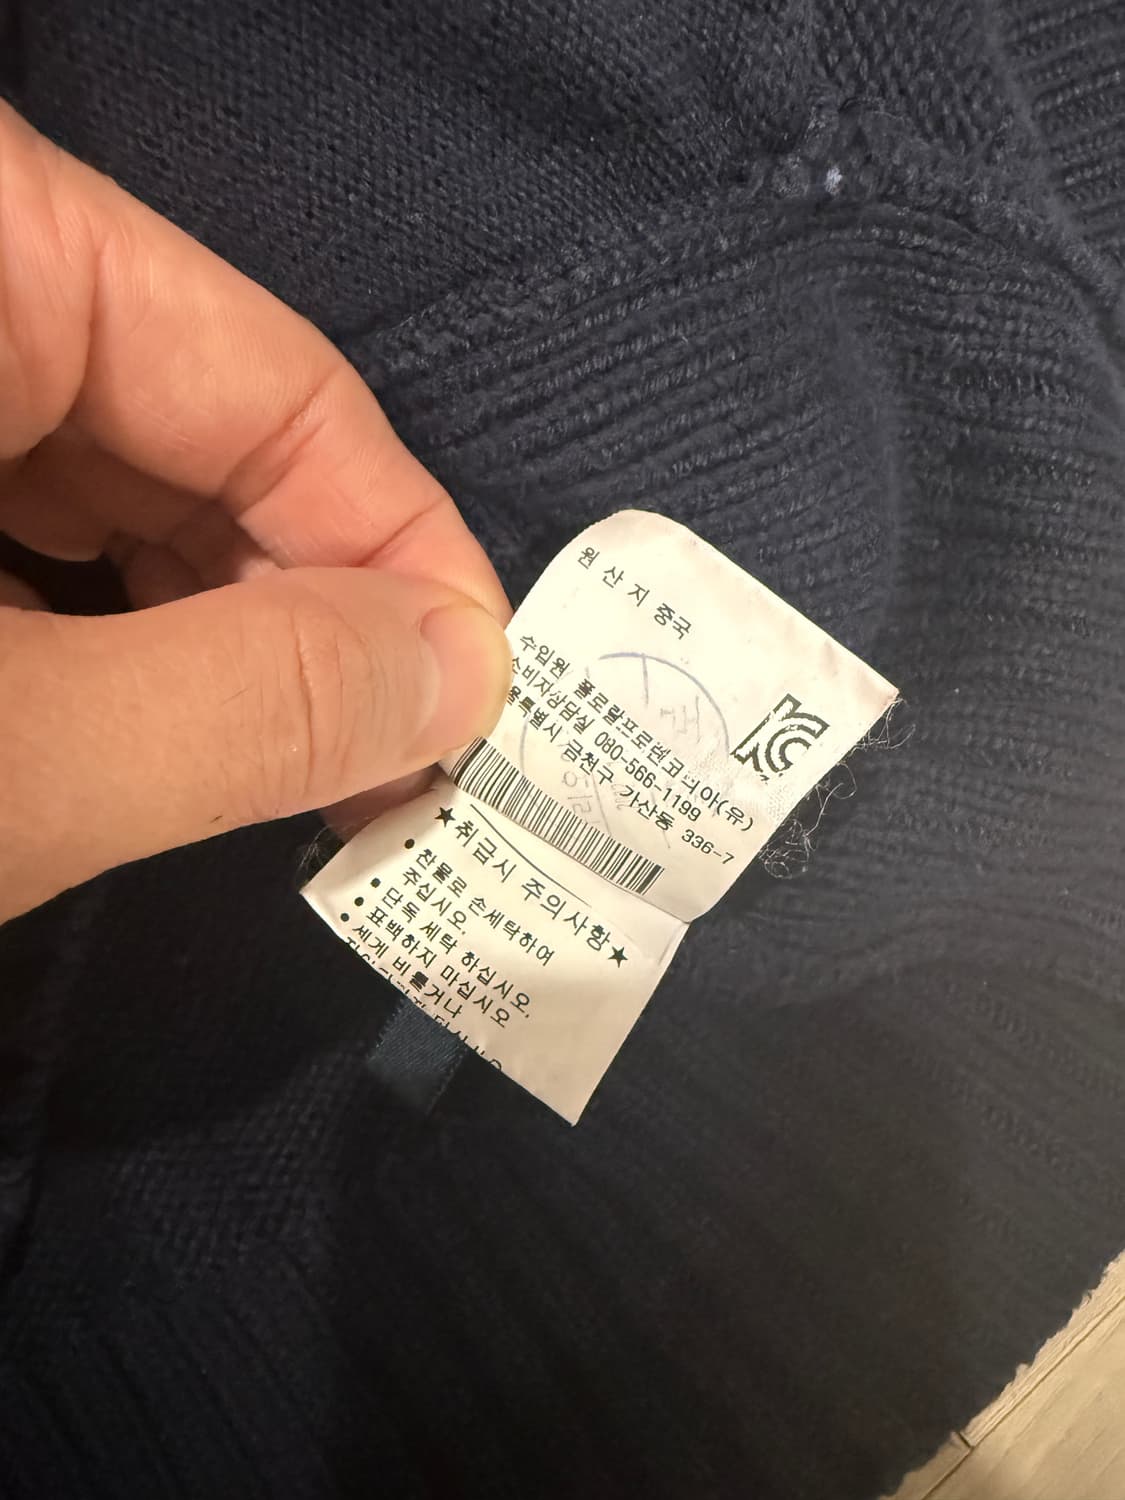 원 산 지 중국
수입원 폴로랄프로렌코리아(유)
소비자상담실 080-566-1199
울특별시 금천구 가산동 336-7
★취급시 주의사항★
● 찬물로 손세탁하여
주십시오.
● 단독 세탁 하십시오.
● 표백하지 마십시오
● 세게 비틀거나